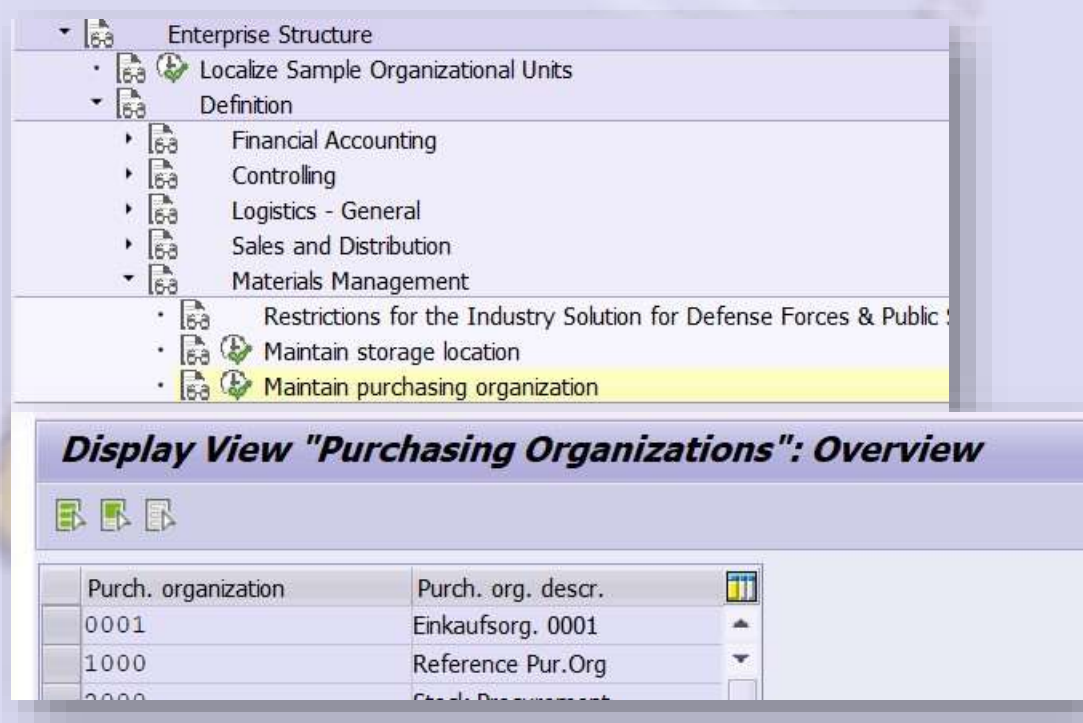 Enterprise Structure
Localize Sample Organizational Units
Definition
Financial Accounting
Controlling
Logistics - General
Sales and Distribution
Materials Management
Restrictions for the Industry Solution for Defense Forces & Public
Maintain storage location
Maintain purchasing organization
Display View "Purchasing Organizations": Overview
Purch. organization Purch. org. descr.
0001 Einkaufsorg. 0001
1000 Reference Pur.Org